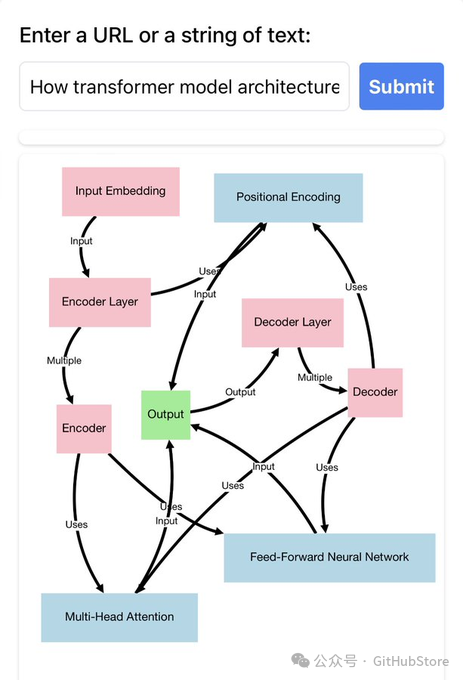 Enter a URL or a string of text:
How transformer model architecture
Submit
Input Embedding
Positional Encoding
Input
Uses
Input
Uses
Encoder Layer
Decoder Layer
Multiple
Multiple
Output
Decoder
Output
Encoder
Input
Uses
Uses
Uses
Input
Uses
Feed-Forward Neural Network
Multi-Head Attention
公众号 · GitHubStore